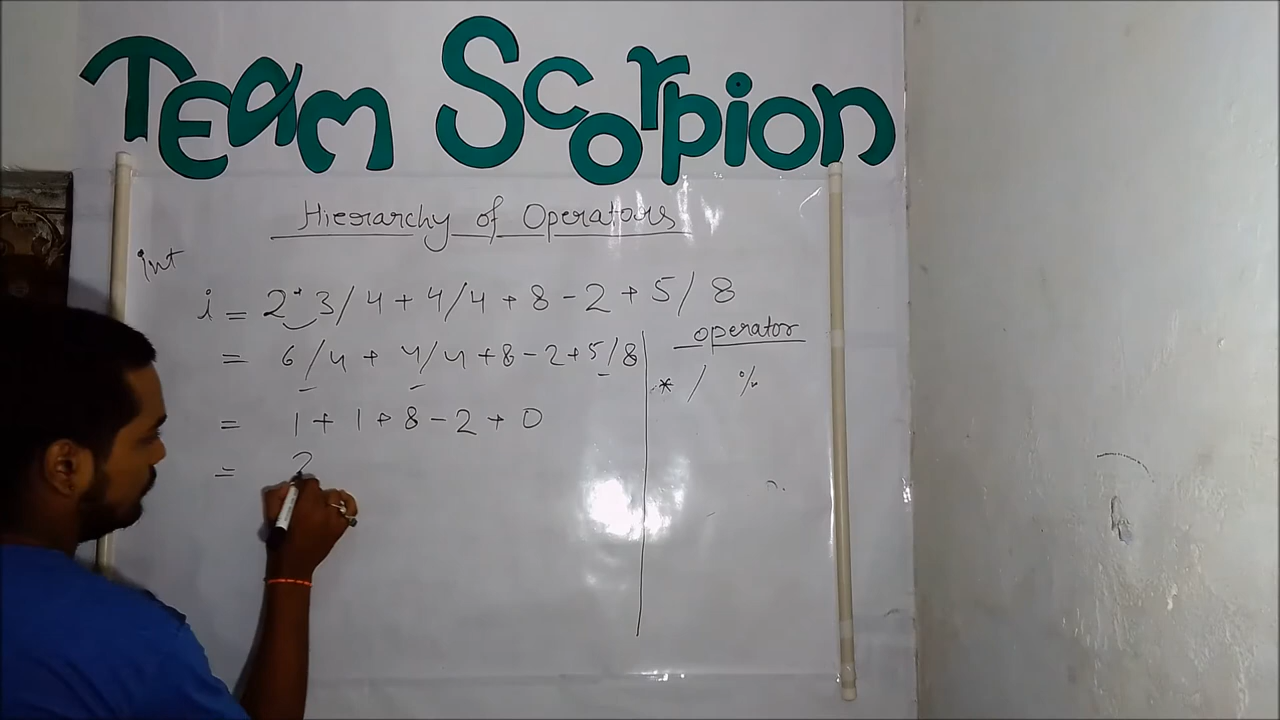 TEam Scorpion
Hierarchy of Operators
int
i = 2 * 3 / 4 + 4 / 4 + 8 - 2 + 5 / 8
= 6 / 4 + 4 / 4 + 8 - 2 + 5 / 8
operator
* / %
= 1 + 1 + 8 - 2 + 0
= 2